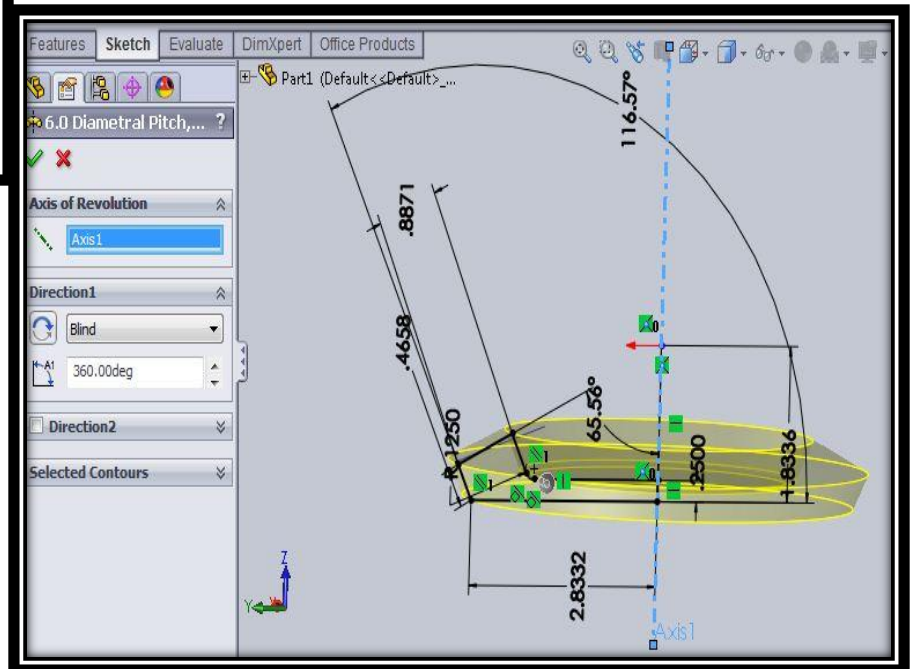 Features Sketch Evaluate DimXpert Office Products
Part1 (Default<<Default>_...
6.0 Diametral Pitch,... ?
Axis of Revolution
Axis1
Direction1
Blind
A1
360.00deg
Direction2
Selected Contours
116.57°
.8871
.4658
65.56°
.2500
1.8336
2.8332
Z
Y
Axis1